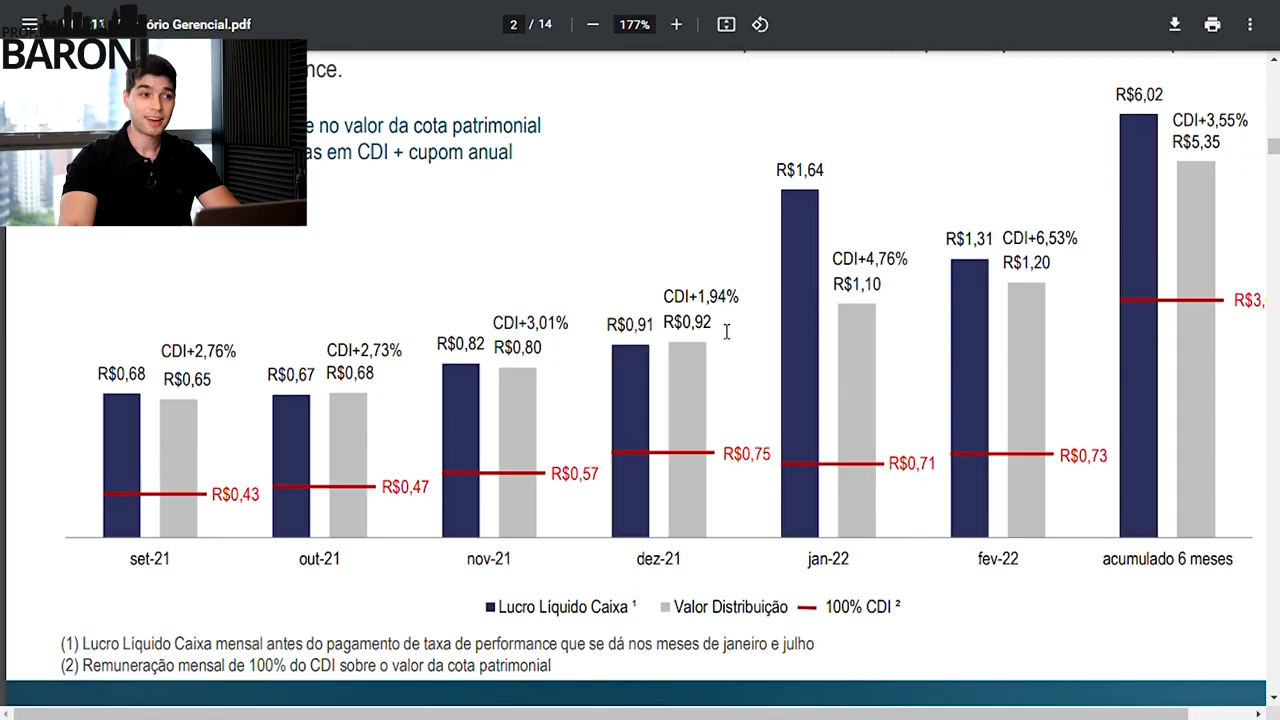 ório Gerencial.pdf
2 / 14
177%
PROF
BARONI
nce.
e no valor da cota patrimonial
as em CDI + cupom anual
R$0,68
CDI+2,76%
R$0,65
R$0,43
R$0,67
CDI+2,73%
R$0,68
R$0,47
R$0,82
CDI+3,01%
R$0,80
R$0,57
R$0,91
CDI+1,94%
R$0,92
R$0,75
R$1,64
CDI+4,76%
R$1,10
R$0,71
R$1,31
CDI+6,53%
R$1,20
R$0,73
R$6,02
CDI+3,55%
R$5,35
R$3,
set-21
out-21
nov-21
dez-21
jan-22
fev-22
acumulado 6 meses
Lucro Líquido Caixa ¹
Valor Distribuição
100% CDI ²
(1) Lucro Líquido Caixa mensal antes do pagamento de taxa de performance que se dá nos meses de janeiro e julho
(2) Remuneração mensal de 100% do CDI sobre o valor da cota patrimonial